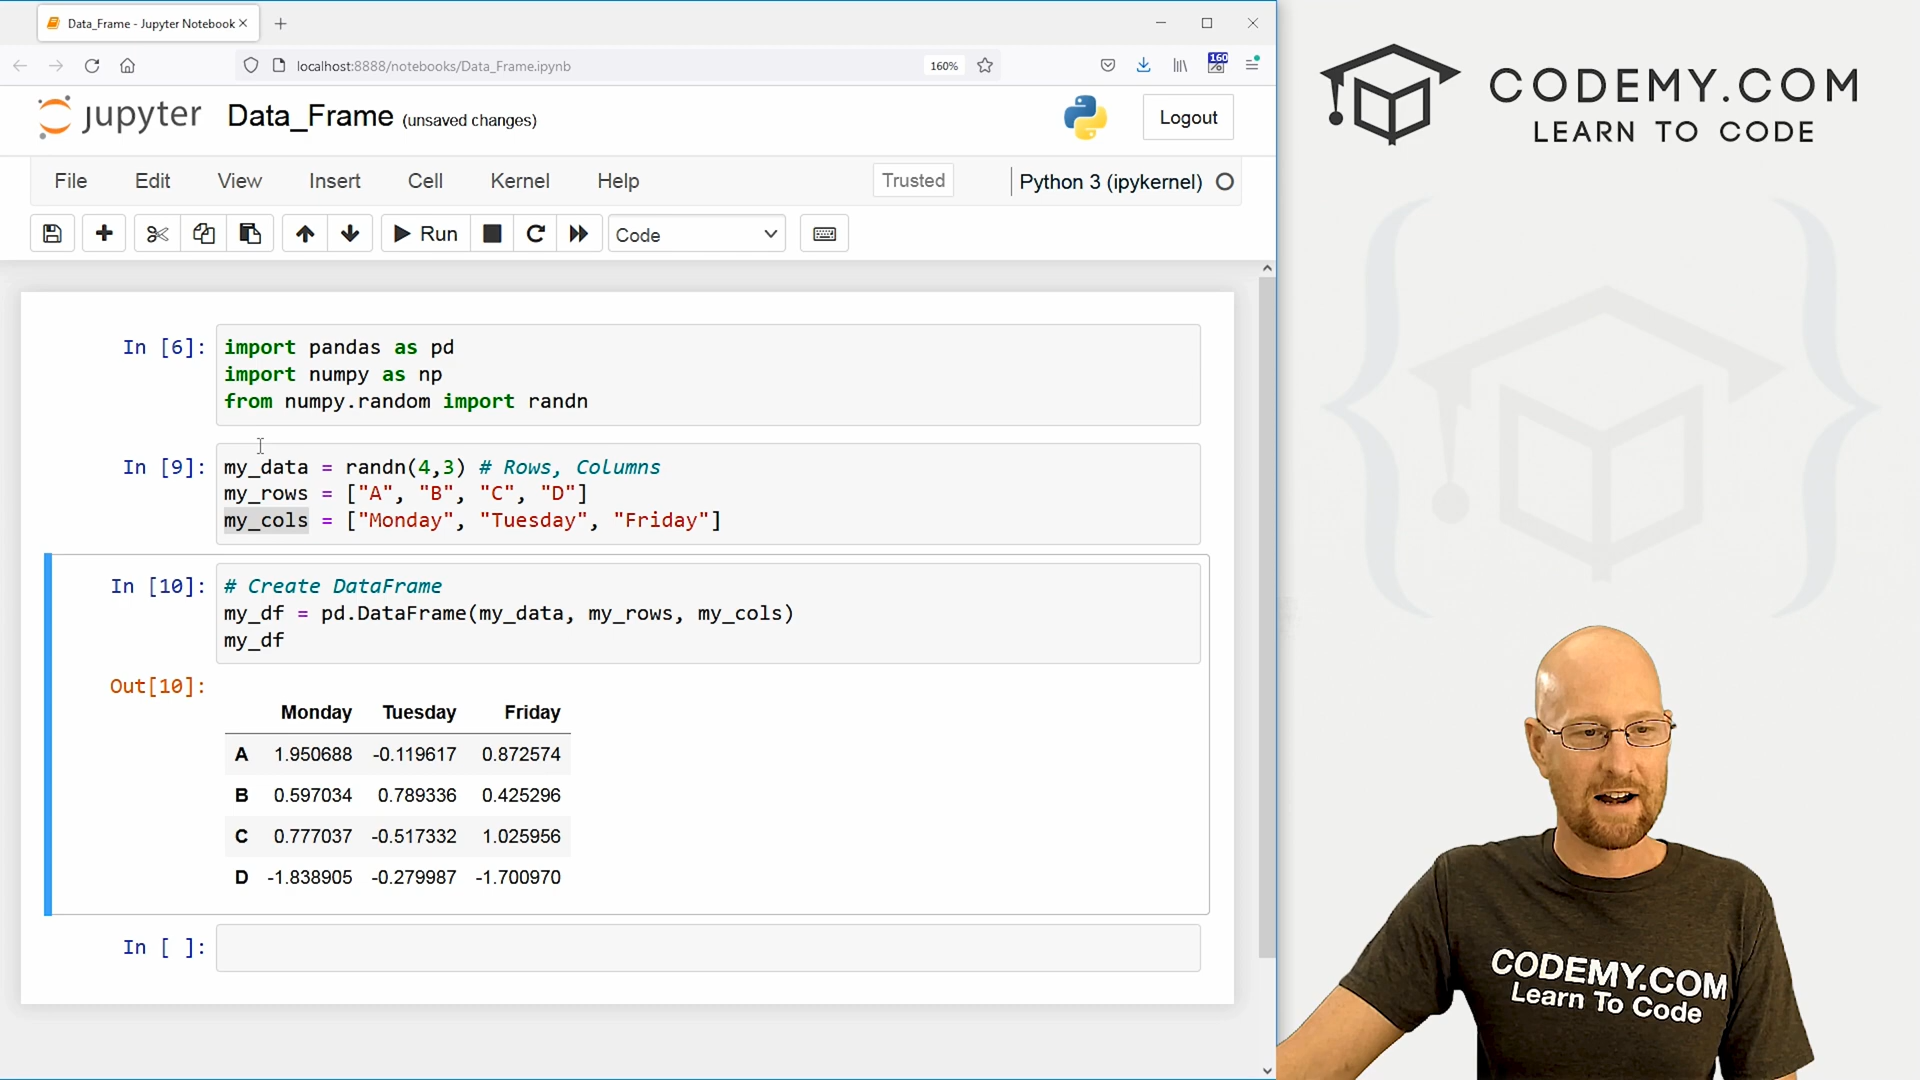 Data_Frame - Jupyter Notebook
localhost:8888/notebooks/Data_Frame.ipynb
160%
160
jupyter Data_Frame (unsaved changes)
Logout
File Edit View Insert Cell Kernel Help
Trusted
Python 3 (ipykernel)
Run
Code
In [6]:
import pandas as pd
import numpy as np
from numpy.random import randn
In [9]:
my_data = randn(4,3) # Rows, Columns
my_rows = ["A", "B", "C", "D"]
my_cols = ["Monday", "Tuesday", "Friday"]
In [10]:
# Create DataFrame
my_df = pd.DataFrame(my_data, my_rows, my_cols)
my_df
Out[10]:
Monday Tuesday Friday
A 1.950688 -0.119617 0.872574
B 0.597034 0.789336 0.425296
C 0.777037 -0.517332 1.025956
D -1.838905 -0.279987 -1.700970
In [ ]:
CODEMY.COM
LEARN TO CODE
CODEMY.COM
Learn To Code